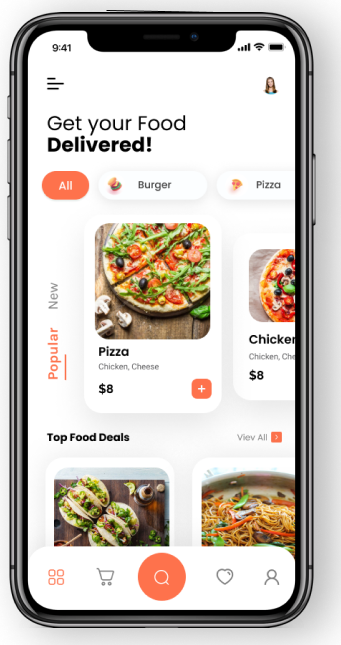 9:41
Get your Food
Delivered!
All
Burger
Pizza
New
Popular
Pizza
Chicken, Cheese
$8
+
Chicken
Chicken, Che
$8
Top Food Deals
Viev All